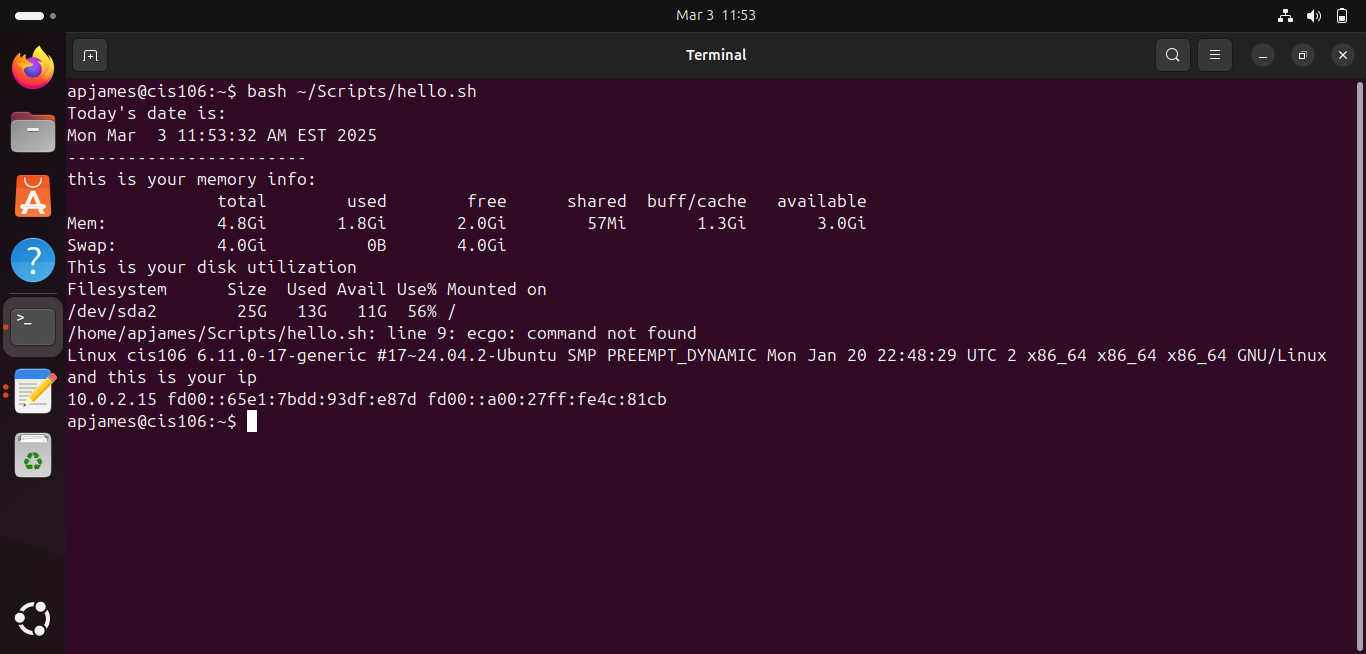 Mar 3 11:53
Terminal
apjames@cis106:~$ bash ~/Scripts/hello.sh
Today's date is:
Mon Mar  3 11:53:32 AM EST 2025
------------------------
this is your memory info:
               total        used        free      shared  buff/cache   available
Mem:           4.8Gi       1.8Gi       2.0Gi        57Mi       1.3Gi       3.0Gi
Swap:          4.0Gi          0B       4.0Gi
This is your disk utilization
Filesystem      Size  Used Avail Use% Mounted on
/dev/sda2        25G   13G   11G  56% /
/home/apjames/Scripts/hello.sh: line 9: ecgo: command not found
Linux cis106 6.11.0-17-generic #17~24.04.2-Ubuntu SMP PREEMPT_DYNAMIC Mon Jan 20 22:48:29 UTC 2 x86_64 x86_64 x86_64 GNU/Linux
and this is your ip
10.0.2.15 fd00::65e1:7bdd:93df:e87d fd00::a00:27ff:fe4c:81cb
apjames@cis106:~$